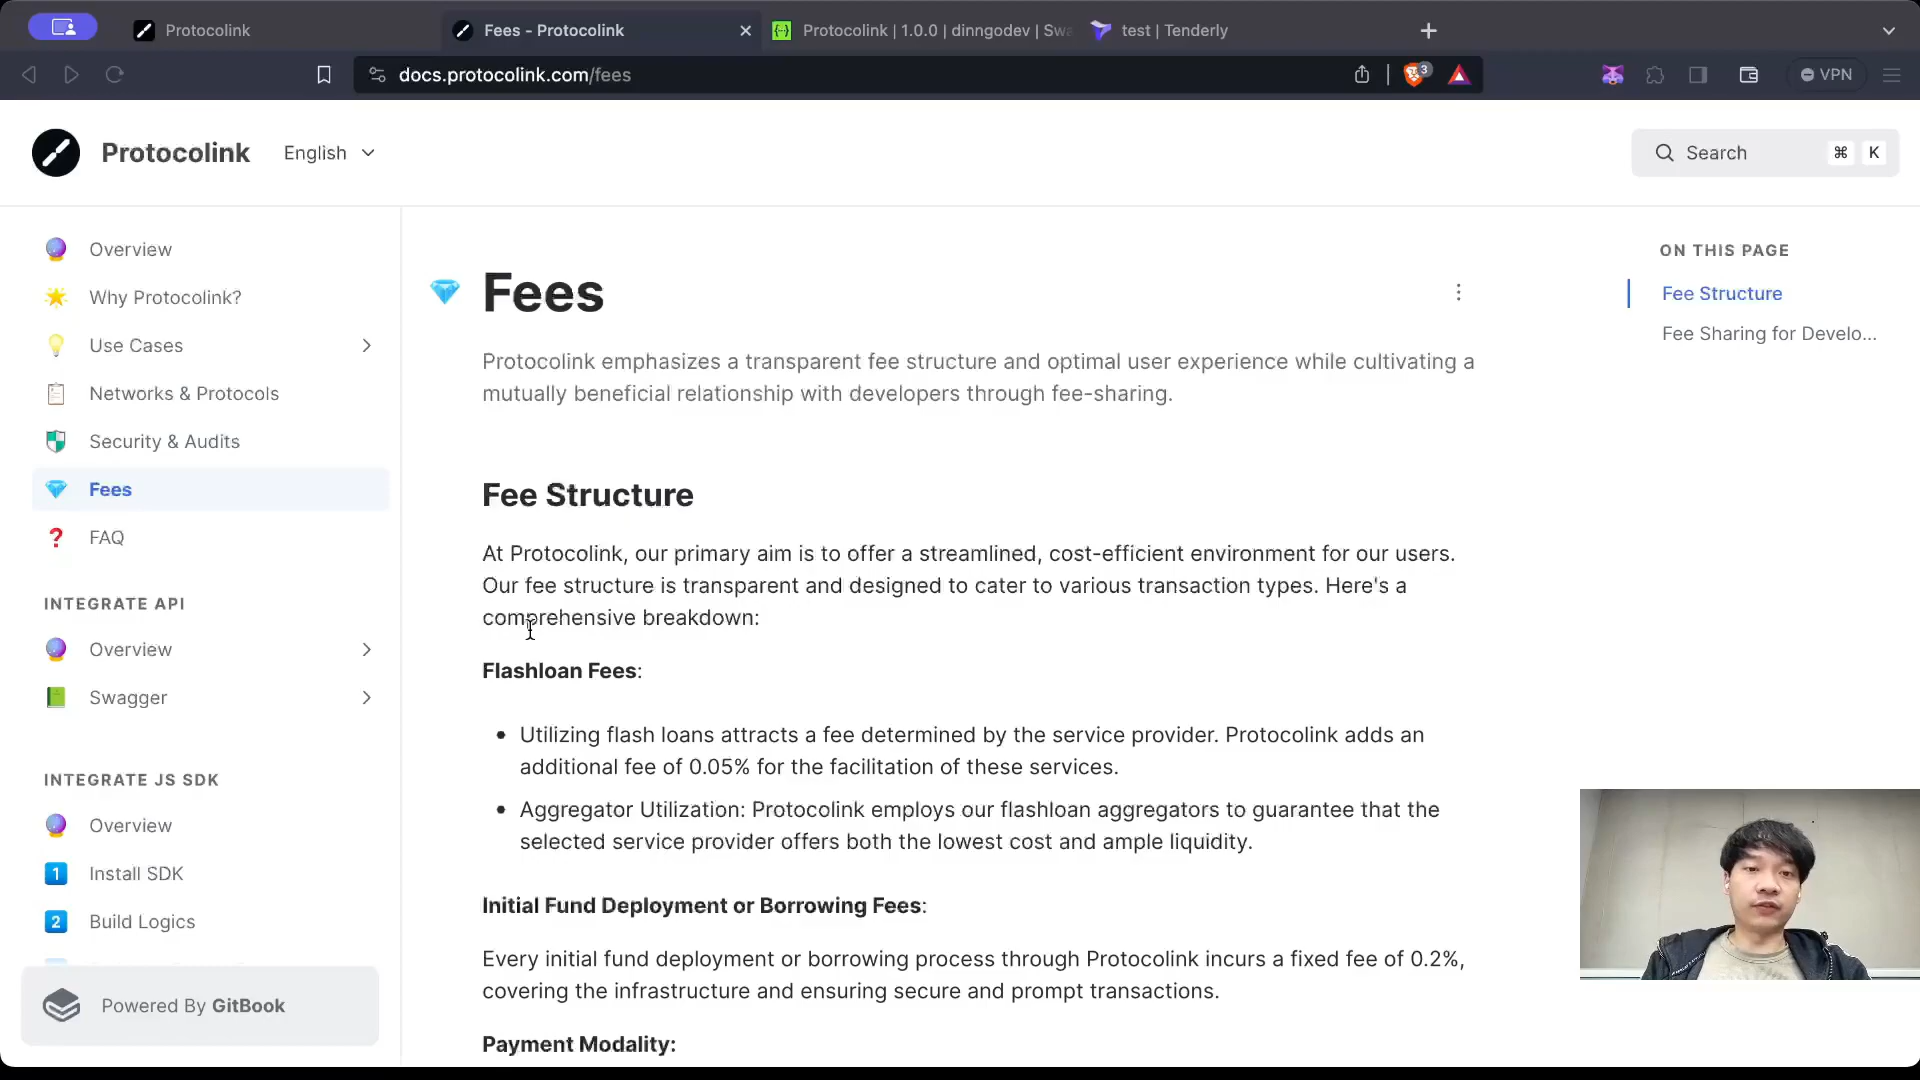 Protocolink
Fees - Protocolink
Protocolink | 1.0.0 | dinngodev | Swa
test | Tenderly
docs.protocolink.com/fees
3
VPN
Protocolink
English
Search
⌘ K
Overview
Why Protocolink?
Use Cases
Networks & Protocols
Security & Audits
Fees
FAQ
INTEGRATE API
Overview
Swagger
INTEGRATE JS SDK
Overview
1 Install SDK
2 Build Logics
Powered By GitBook
Fees
Protocolink emphasizes a transparent fee structure and optimal user experience while cultivating a
mutually beneficial relationship with developers through fee-sharing.
Fee Structure
At Protocolink, our primary aim is to offer a streamlined, cost-efficient environment for our users.
Our fee structure is transparent and designed to cater to various transaction types. Here's a
comprehensive breakdown:
Flashloan Fees:
• Utilizing flash loans attracts a fee determined by the service provider. Protocolink adds an
additional fee of 0.05% for the facilitation of these services.
• Aggregator Utilization: Protocolink employs our flashloan aggregators to guarantee that the
selected service provider offers both the lowest cost and ample liquidity.
Initial Fund Deployment or Borrowing Fees:
Every initial fund deployment or borrowing process through Protocolink incurs a fixed fee of 0.2%,
covering the infrastructure and ensuring secure and prompt transactions.
Payment Modality:
ON THIS PAGE
Fee Structure
Fee Sharing for Develo...